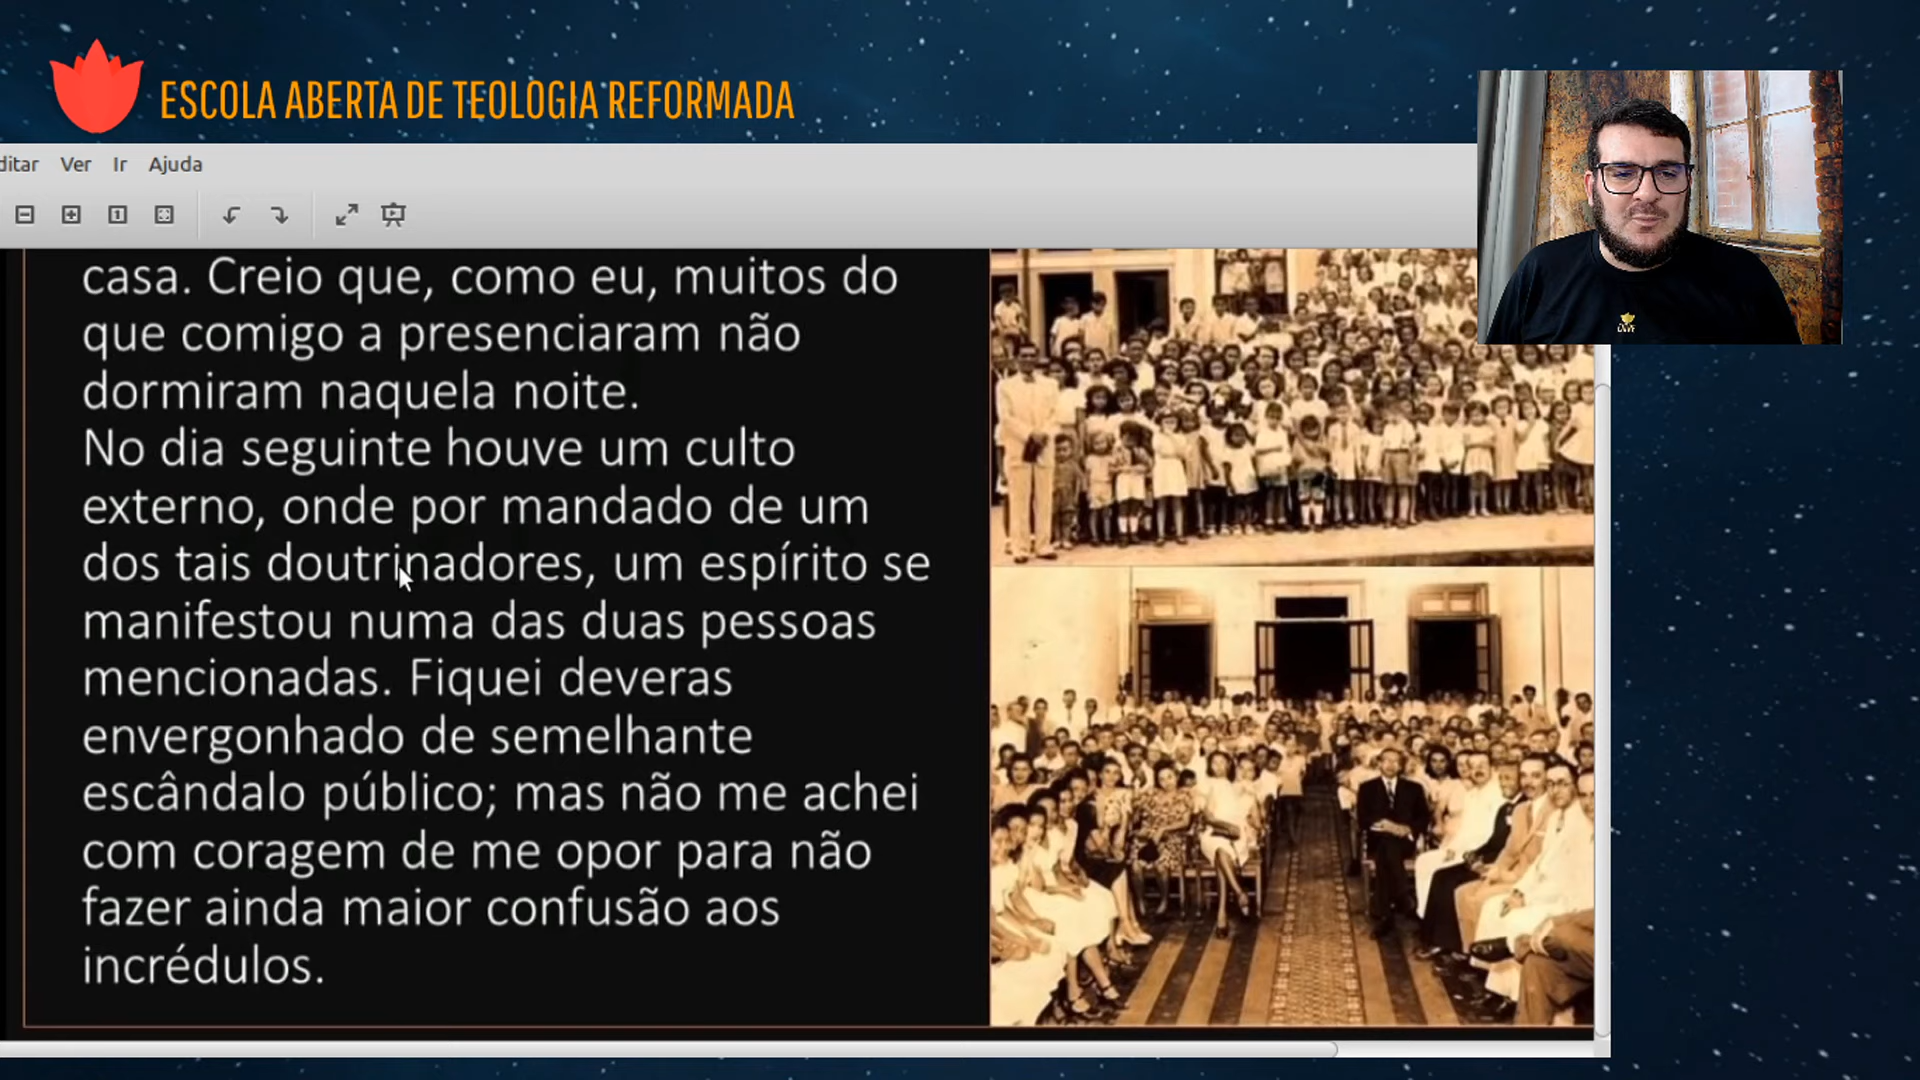 ESCOLA ABERTA DE TEOLOGIA REFORMADA
ditar Ver Ir Ajuda
casa. Creio que, como eu, muitos do
que comigo a presenciaram não
dormiram naquela noite.
No dia seguinte houve um culto
externo, onde por mandado de um
dos tais doutrinadores, um espírito se
manifestou numa das duas pessoas
mencionadas. Fiquei deveras
envergonhado de semelhante
escândalo público; mas não me achei
com coragem de me opor para não
fazer ainda maior confusão aos
incrédulos.